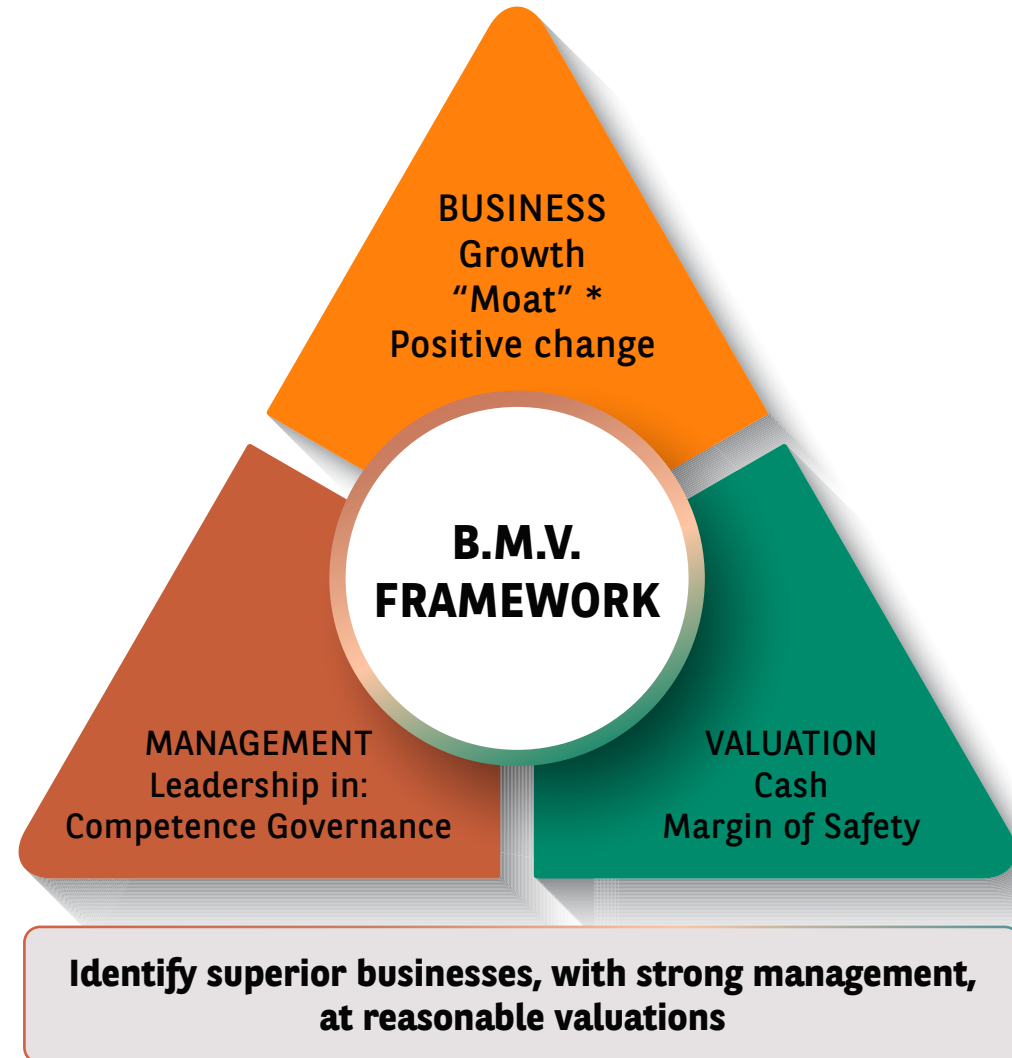 BUSINESS
Growth
“Moat” *
Positive change
B.M.V.
FRAMEWORK
MANAGEMENT
Leadership in:
Competence Governance
VALUATION
Cash
Margin of Safety
Identify superior businesses, with strong management,
at reasonable valuations